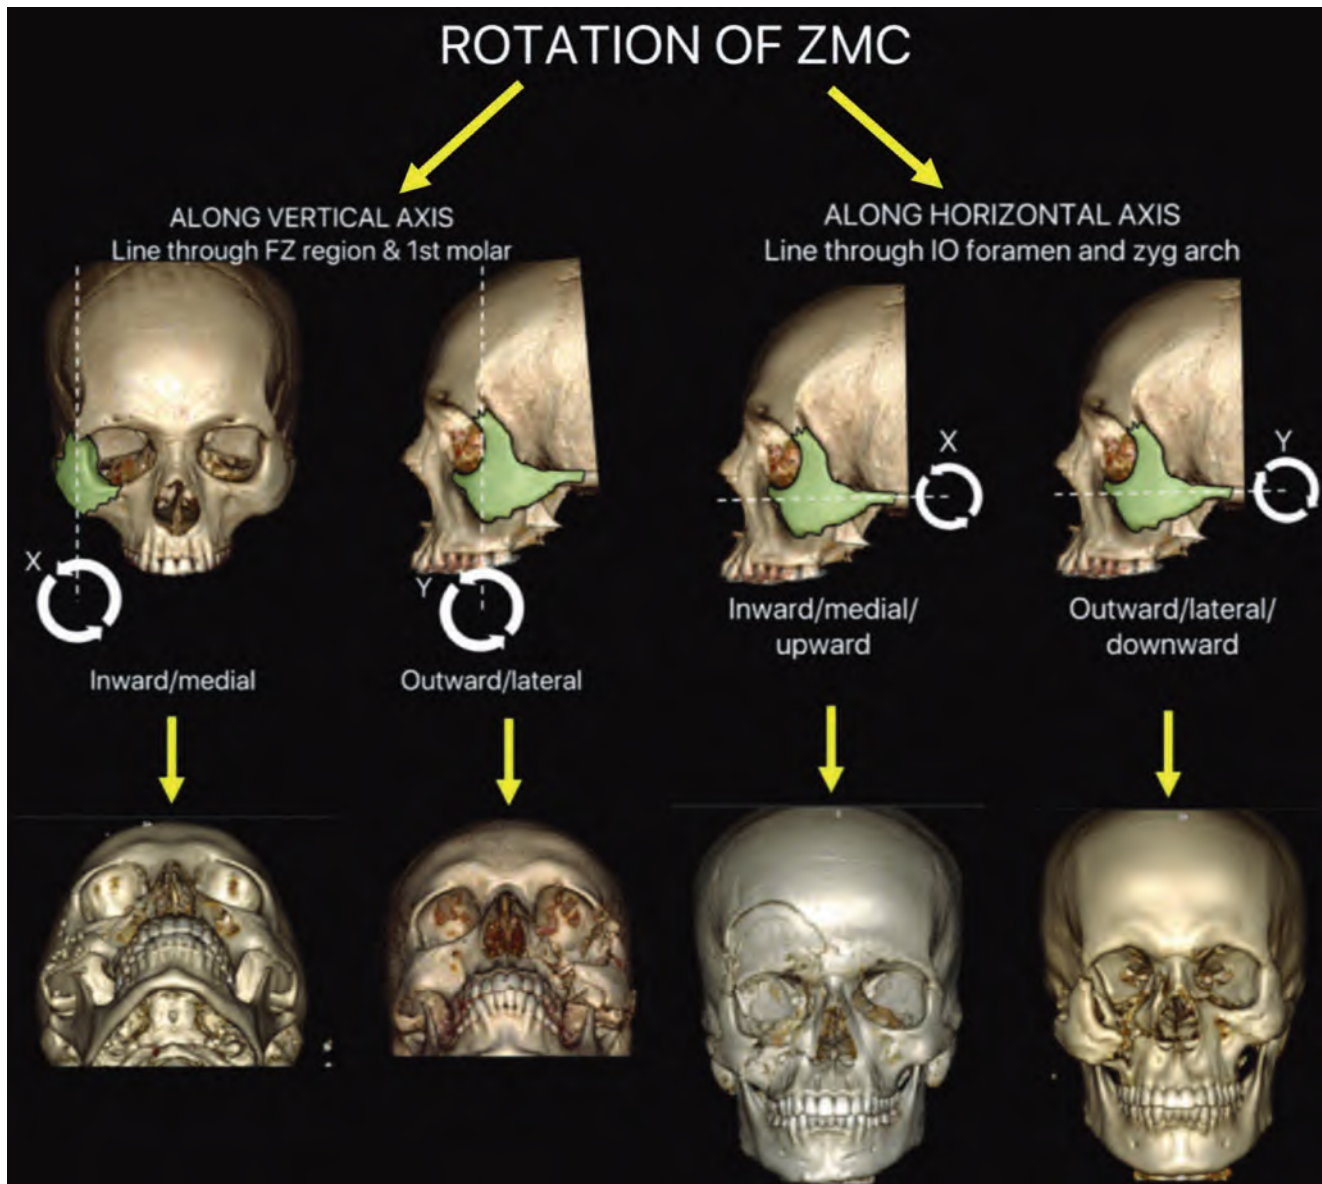 ROTATION OF ZMC
ALONG VERTICAL AXIS
Line through FZ region & 1st molar
ALONG HORIZONTAL AXIS
Line through IO foramen and zyg arch
X
Y
X
Y
Inward/medial
Outward/lateral
Inward/medial/
upward
Outward/lateral/
downward